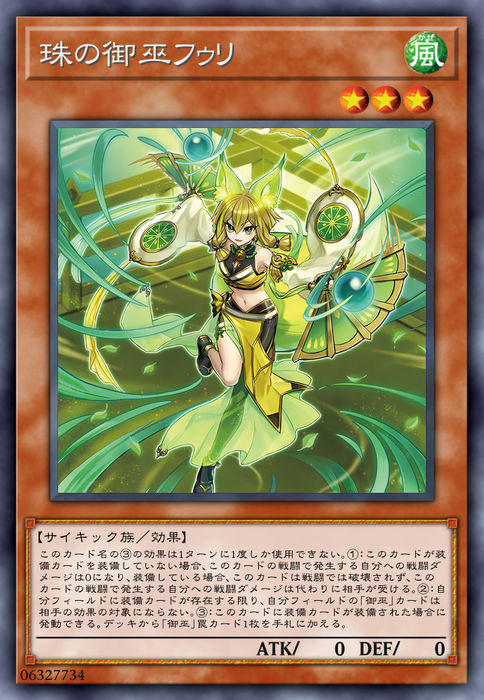 珠の御巫フゥリ
かぜ
風
【サイキック族／効果】
このカード名の③の効果は1ターンに1度しか使用できない。①：このカードが装
備カードを装備していない場合、このカードの戦闘で発生する自分への戦闘ダ
メージは0になり、装備している場合、このカードは戦闘では破壊されず、この
カードの戦闘で発生する自分への戦闘ダメージは代わりに相手が受ける。②：自
分フィールドに装備カードが存在する限り、自分フィールドの「御巫」カードは
相手の効果の対象にならない。③：このカードに装備カードが装備された場合に
発動できる。デッキから「御巫」罠カード1枚を手札に加える。
ATK/ 0 DEF/ 0
06327734